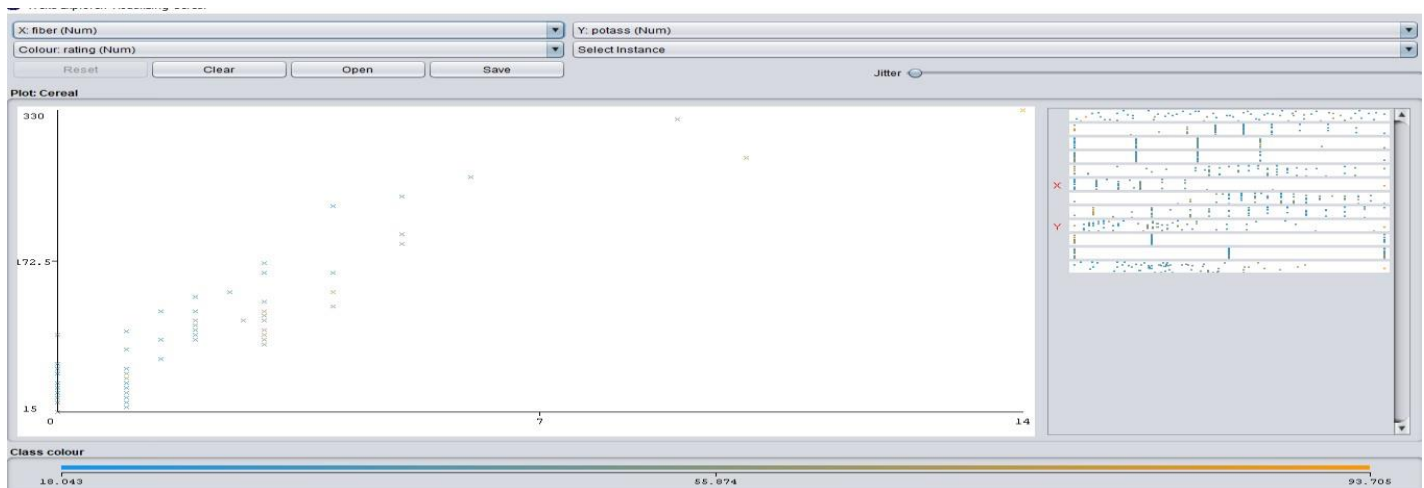 X: fiber (Num) Y: potass (Num)
Colour: rating (Num) Select Instance
Reset Clear Open Save Jitter
Plot: Cereal
330
172.5
15
0 7 14
X
Y
Class colour
18.043 55.874 93.705